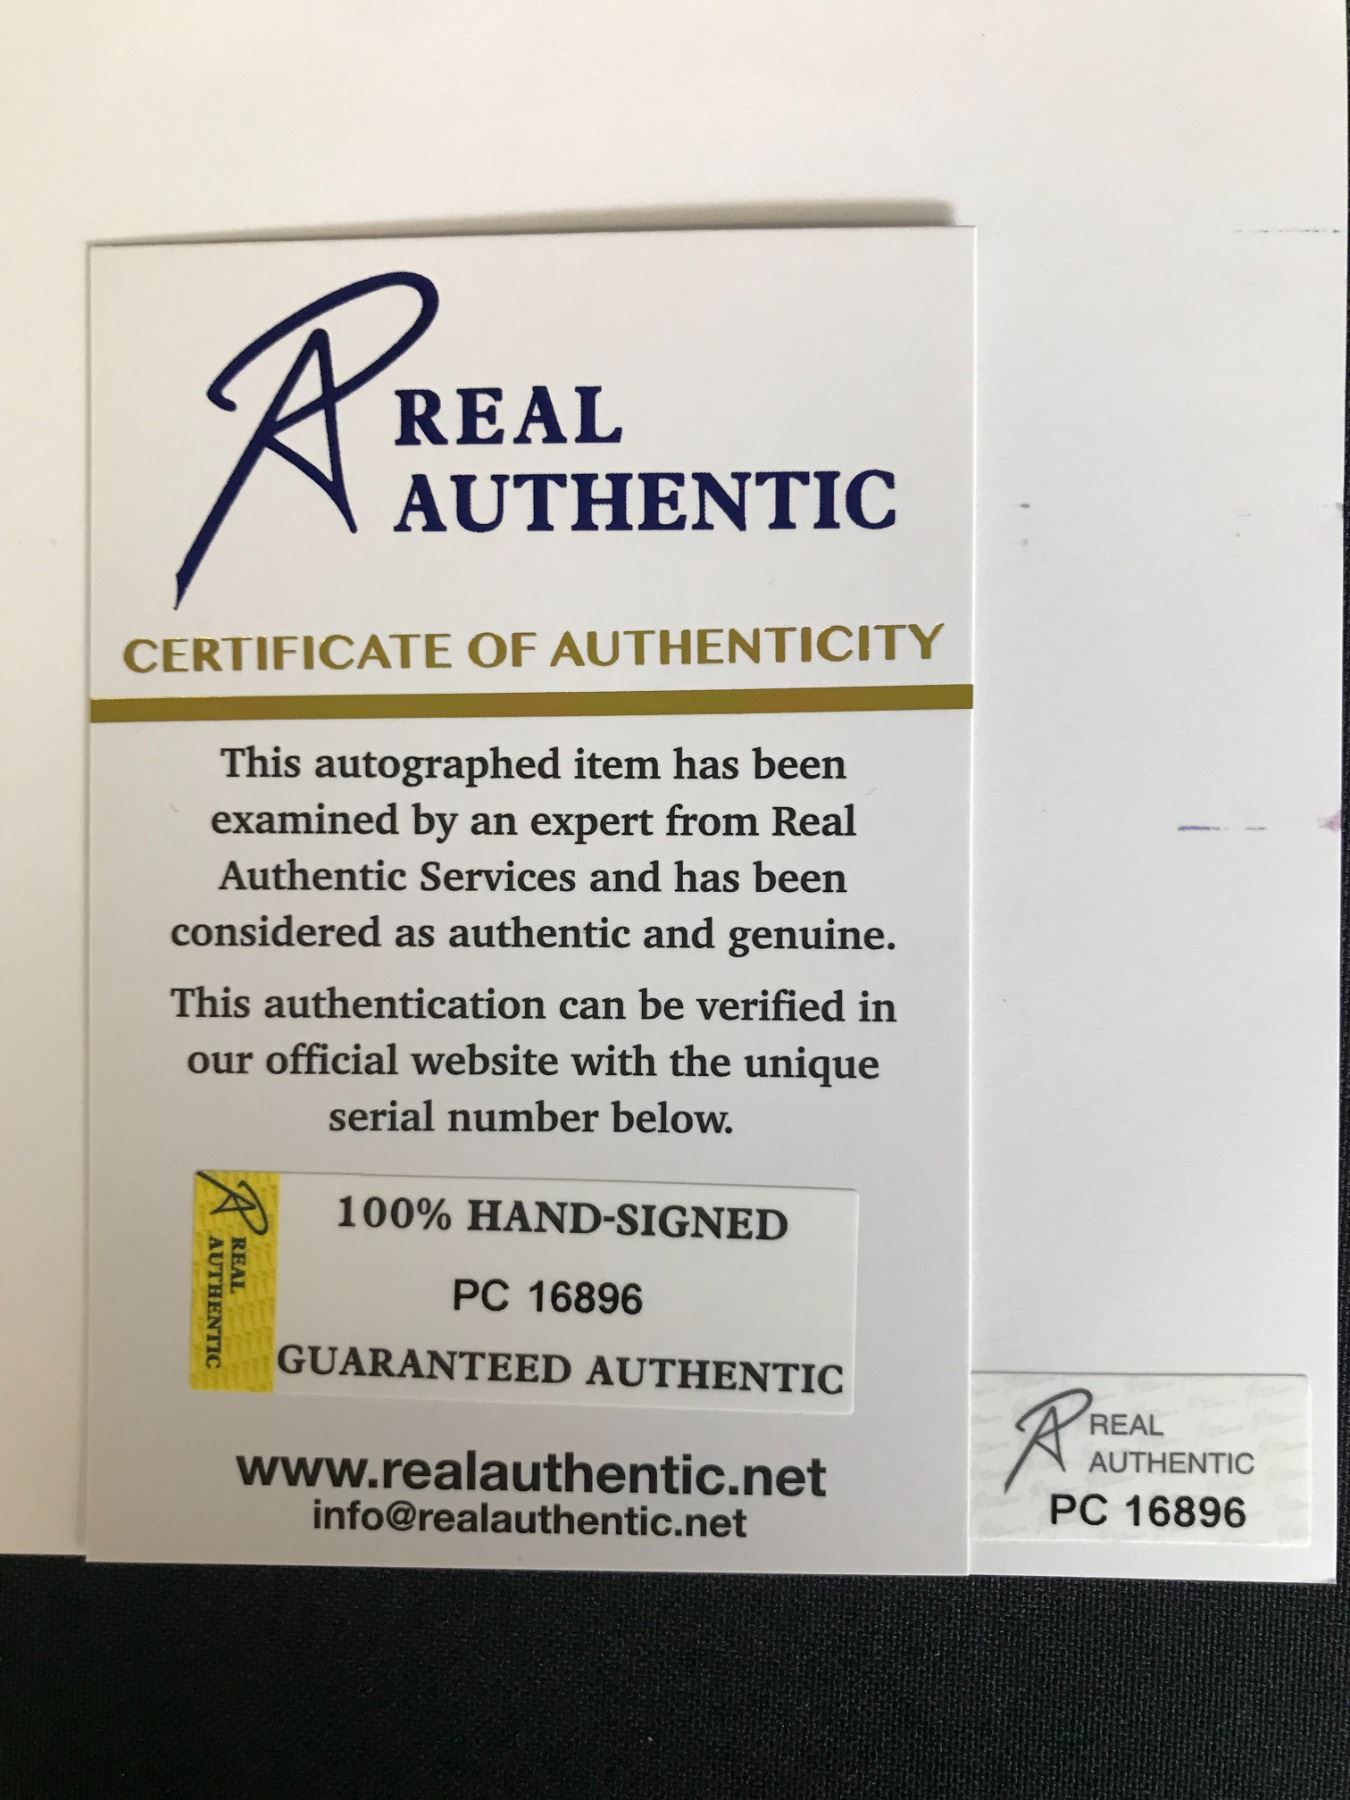 REAL
AUTHENTIC
CERTIFICATE OF AUTHENTICITY
This autographed item has been
examined by an expert from Real
Authentic Services and has been
considered as authentic and genuine.
This authentication can be verified in
our official website with the unique
serial number below.
REAL
AUTHENTIC
100% HAND-SIGNED
PC 16896
GUARANTEED AUTHENTIC
www.realauthentic.net
info@realauthentic.net
REAL
AUTHENTIC
PC 16896